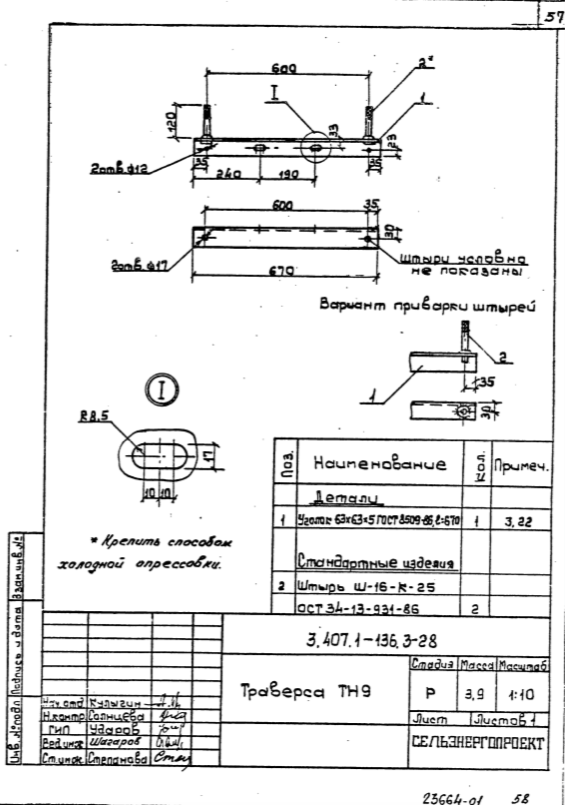 57
600
2*
I
1
120
33
23
35
35
2отв. ф12
240
190
600
35
30
2отв. ф17
штыри условно
не показаны
670
Вариант приварки штырей
2
1
35
30
I
R8,5
17
10 10
* Крепить способом
холодной опрессовки.
Поз. Наименование Кол. Примеч.
Детали
1 Уголок 63х63х5 ГОСТ 8509-86, ℓ=670 1 3,22
Стандартные изделия
2 Штырь Ш-16-К-25
ОСТ 34-13-931-86 2
3.407.1-136.3-28
Траверса ТН9
Стадия Масса Масштаб
Р 3,9 1:10
Лист Листов 1
СЕЛЬЭНЕРГОПРОЕКТ
Нач. отд Кулыгин
Н.контр. Солнцева
ГИП Ударов
Вед.инж Шагаров
Ст.инж Степанова
Инв. № подл Подпись и дата Взам.инв.№
23664-01 58